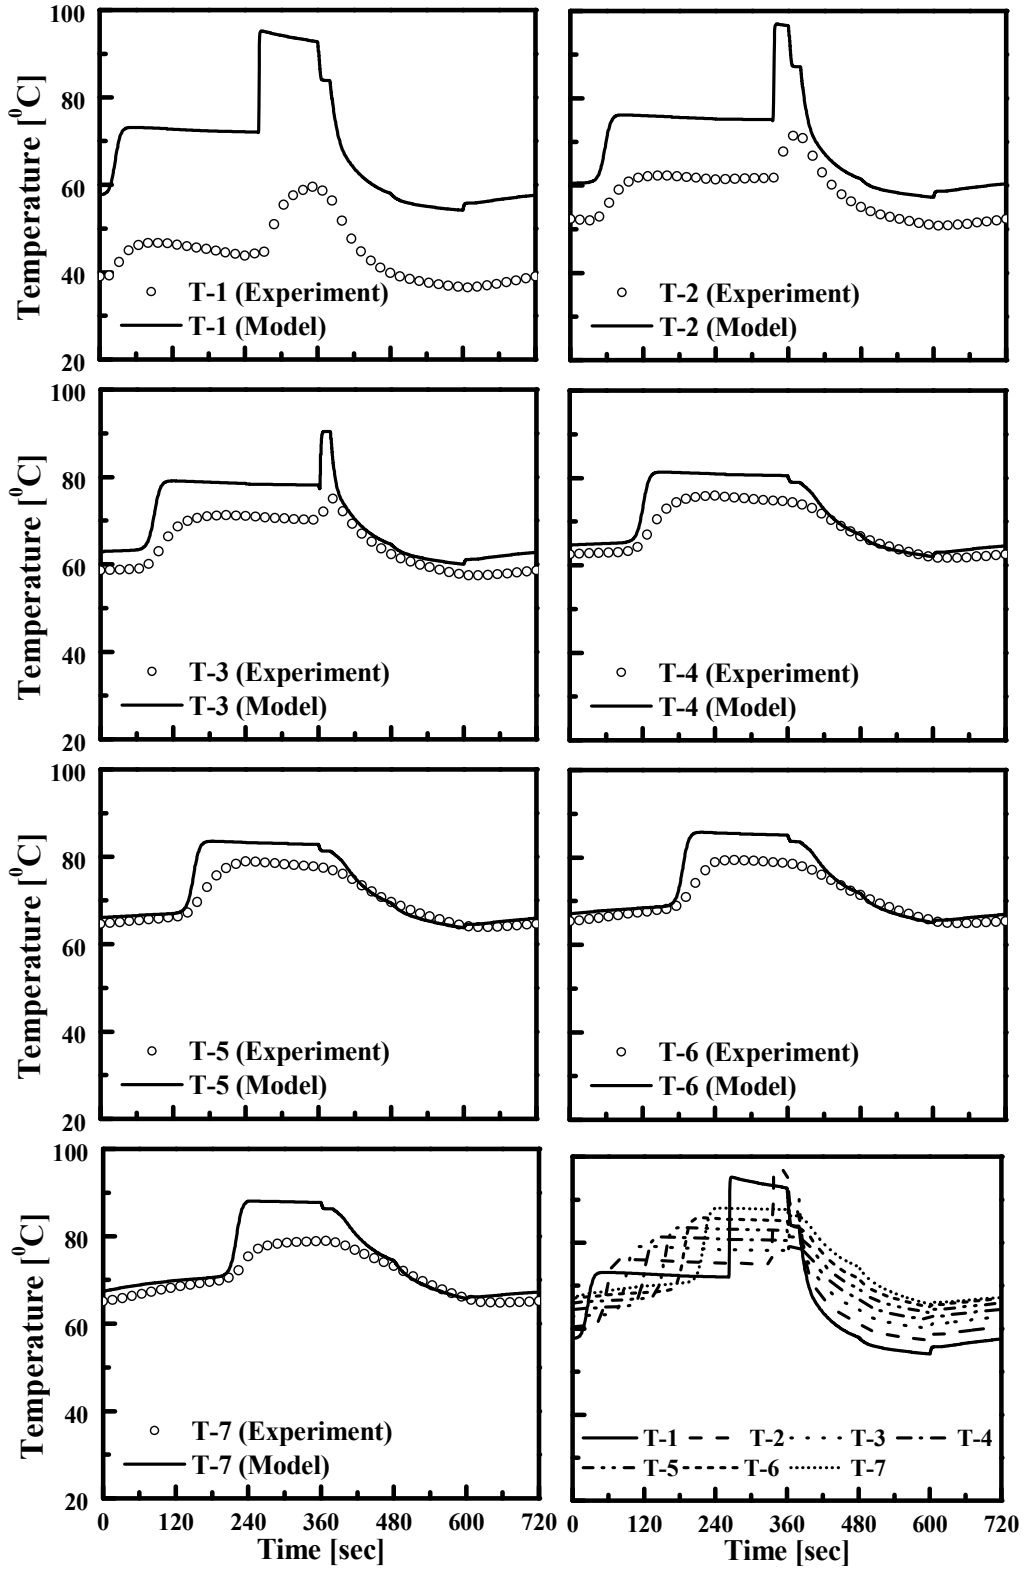 100
80
60
40
20
Temperature [⁰C]
T-1 (Experiment)
T-1 (Model)
T-2 (Experiment)
T-2 (Model)
100
80
60
40
20
Temperature [⁰C]
T-3 (Experiment)
T-3 (Model)
T-4 (Experiment)
T-4 (Model)
100
80
60
40
20
Temperature [⁰C]
T-5 (Experiment)
T-5 (Model)
T-6 (Experiment)
T-6 (Model)
100
80
60
40
20
Temperature [⁰C]
T-7 (Experiment)
T-7 (Model)
0 120 240 360 480 600 720
Time [sec]
T-1 T-2 T-3 T-4
T-5 T-6 T-7
0 120 240 360 480 600 720
Time [sec]